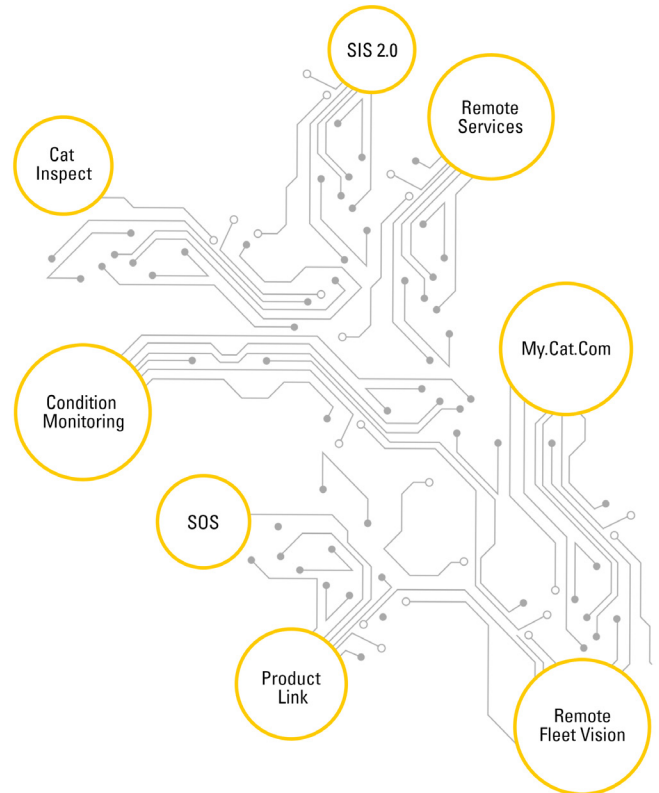 SIS 2.0
Remote
Services
Cat
Inspect
My.Cat.Com
Condition
Monitoring
SOS
Product
Link
Remote
Fleet Vision